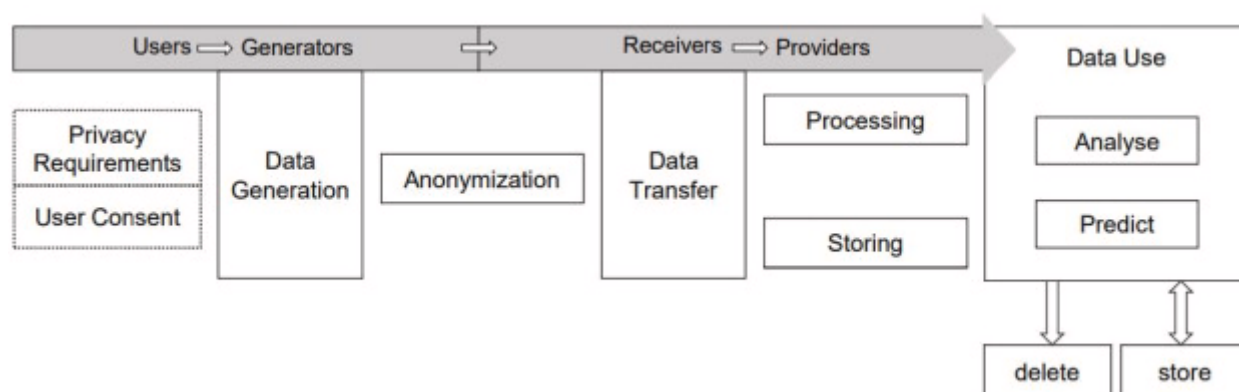 Users Generators Receivers Providers
Data Use
Privacy
Requirements
User Consent
Data
Generation
Anonymization
Data
Transfer
Processing
Storing
Analyse
Predict
delete
store